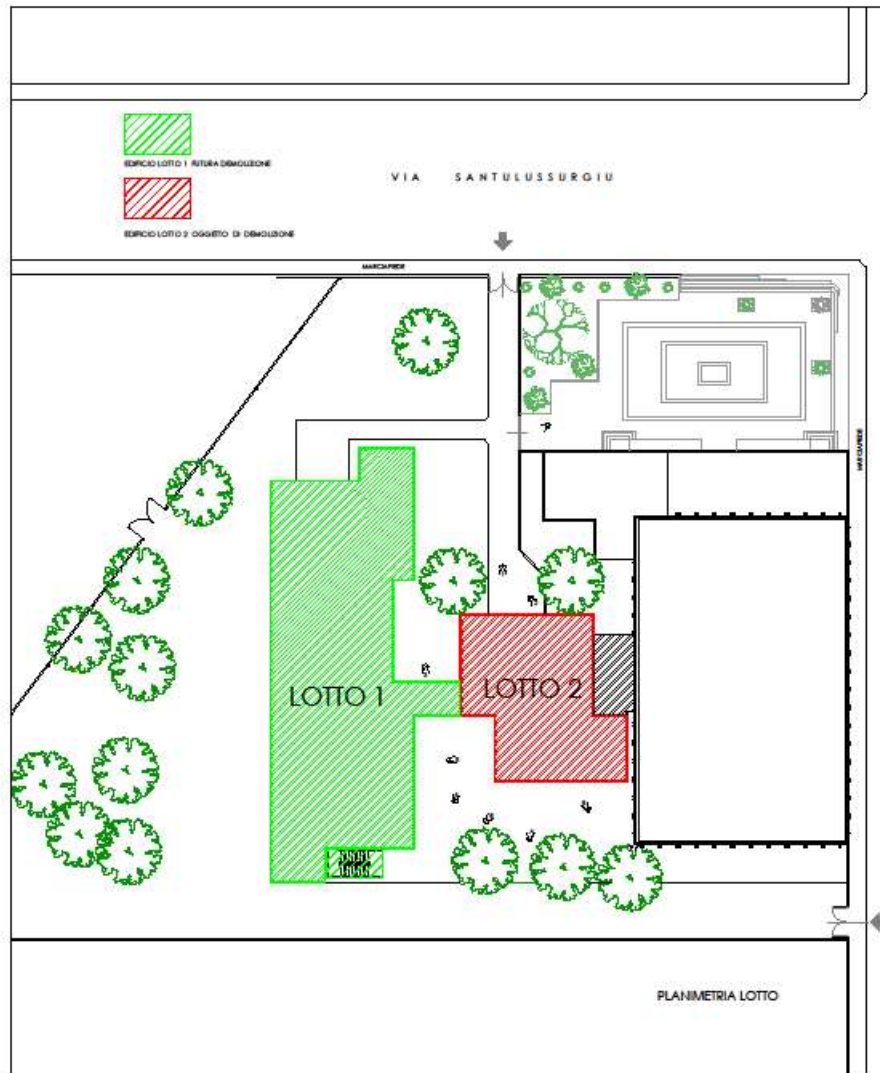 EDIFICIO LOTTO 1 FUTURA DEMOLIZIONE
VIA SANTULUSSURGIU
EDIFICIO LOTTO 2 OGGETTO DI DEMOLIZIONE
MARCIAPIEDE
MARCIAPIEDE
LOTTO 1
LOTTO 2
PLANIMETRIA LOTTO